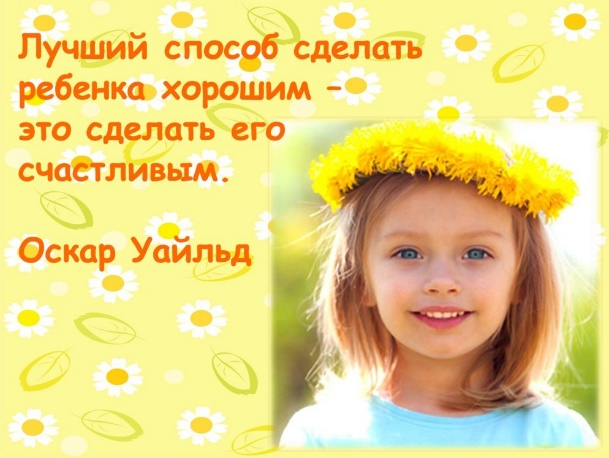 Лучший способ сделать
ребенка хорошим –
это сделать его
счастливым.
Оскар Уайльд